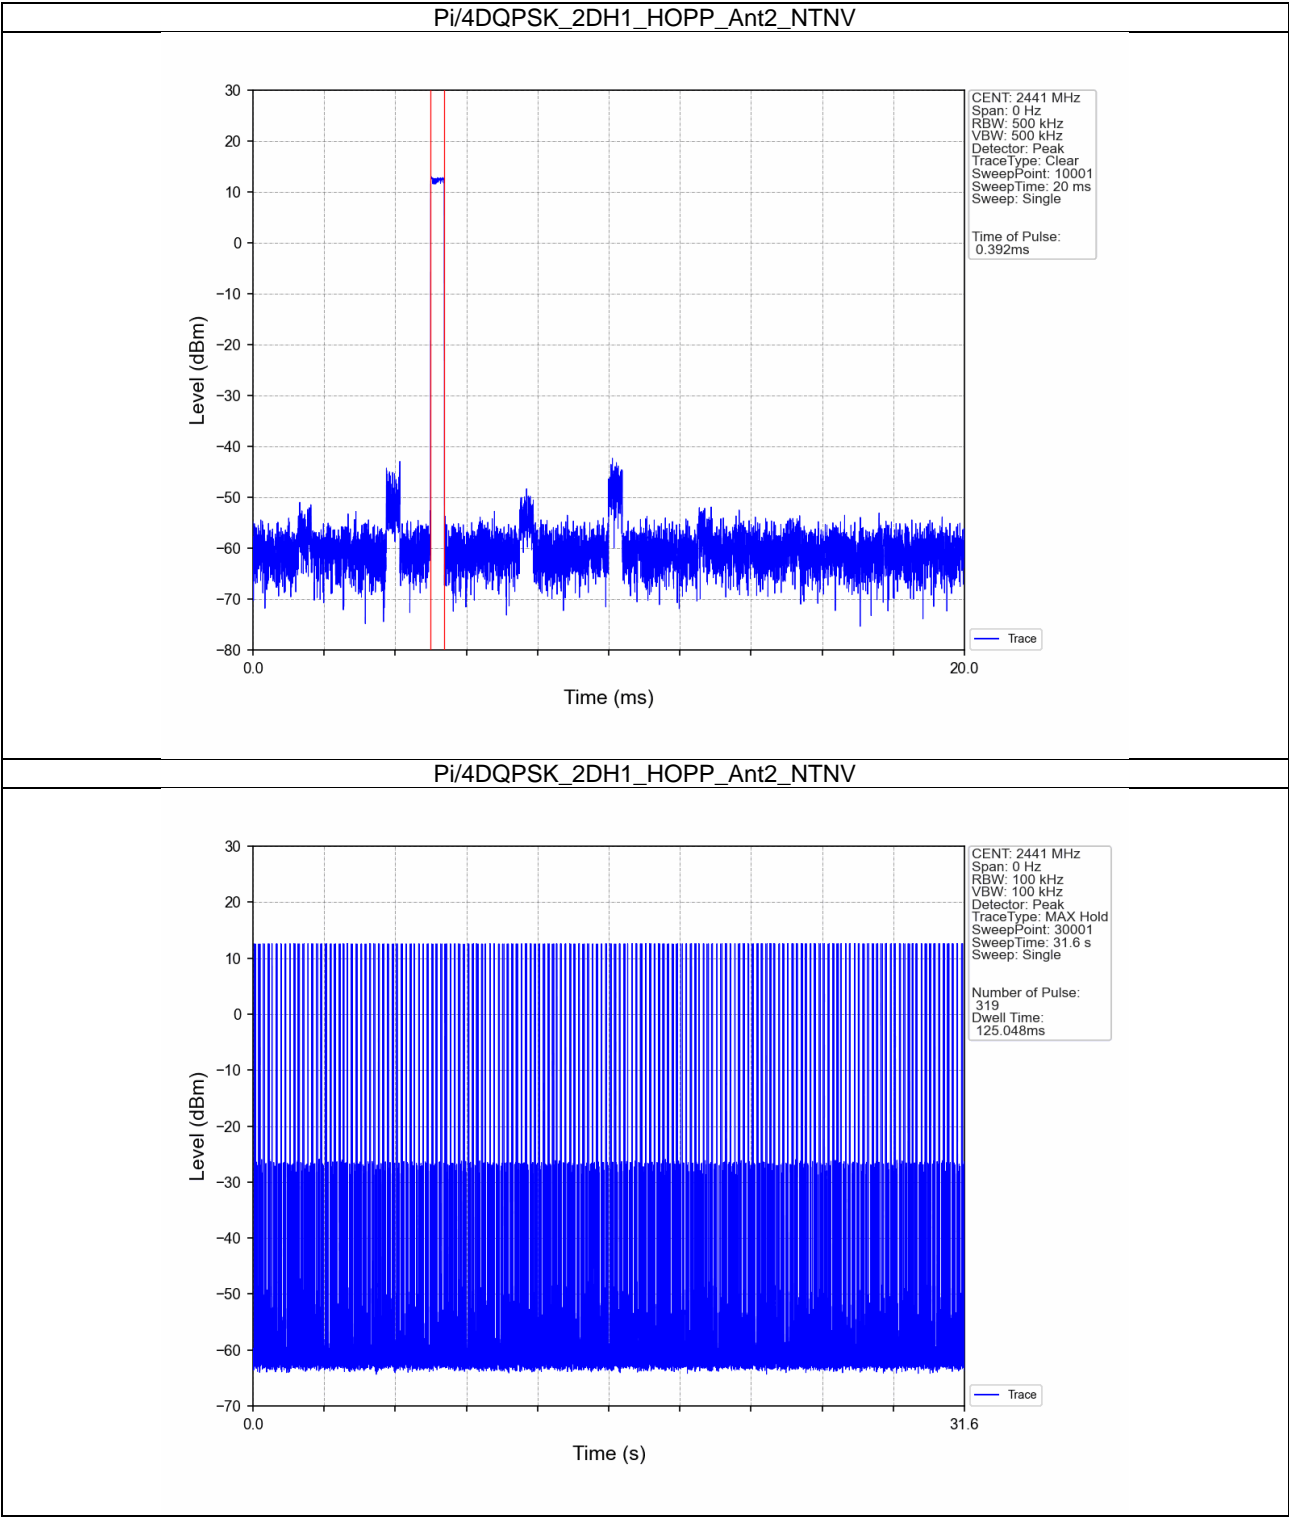 Pi/4DQPSK_2DH1_HOPP_Ant2_NTNV
30
20
10
0
−10
−20
−30
−40
−50
−60
−70
−80
Level (dBm)
0.0
20.0
Time (ms)
CENT: 2441 MHz
Span: 0 Hz
RBW: 500 kHz
VBW: 500 kHz
Detector: Peak
TraceType: Clear
SweepPoint: 10001
SweepTime: 20 ms
Sweep: Single
Time of Pulse:
0.392ms
Trace
Pi/4DQPSK_2DH1_HOPP_Ant2_NTNV
30
20
10
0
−10
−20
−30
−40
−50
−60
−70
Level (dBm)
0.0
31.6
Time (s)
CENT: 2441 MHz
Span: 0 Hz
RBW: 100 kHz
VBW: 100 kHz
Detector: Peak
TraceType: MAX Hold
SweepPoint: 30001
SweepTime: 31.6 s
Sweep: Single
Number of Pulse:
319
Dwell Time:
125.048ms
Trace